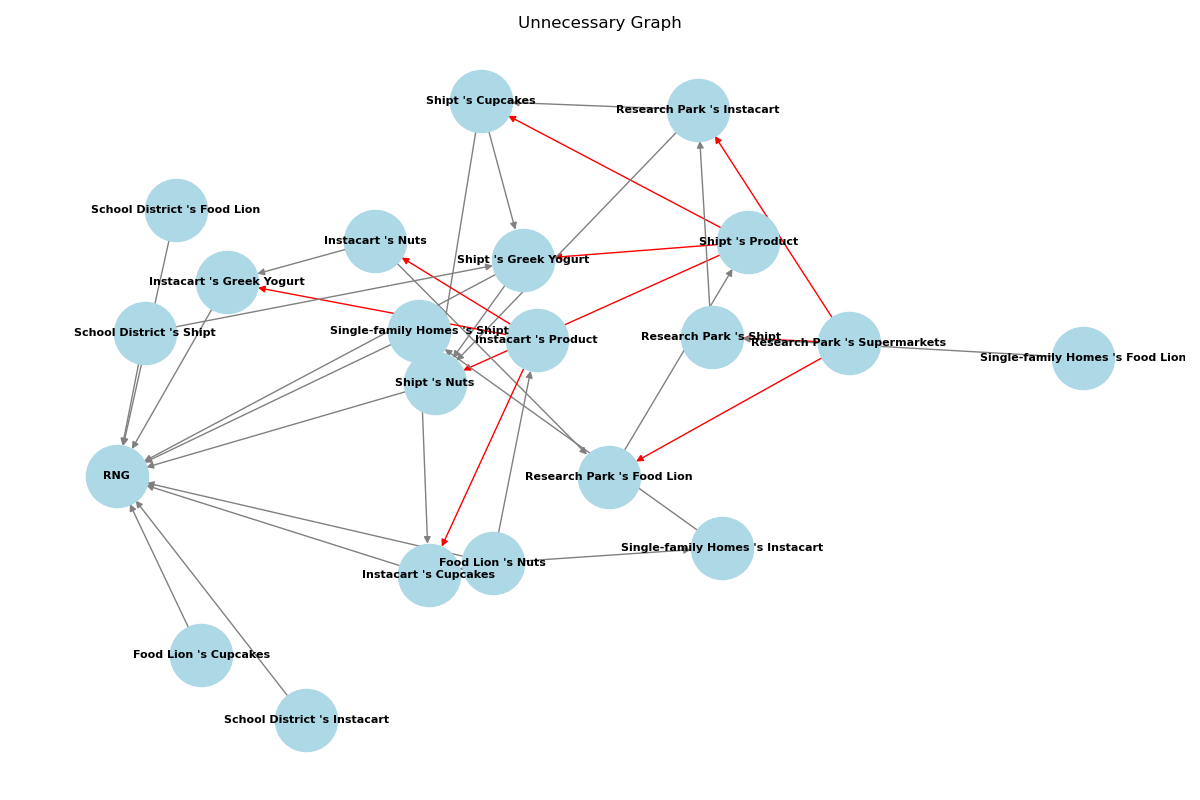 Unnecessary Graph
Shipt 's Cupcakes
Research Park 's Instacart
School District 's Food Lion
Instacart 's Nuts
Shipt 's Product
Shipt 's Greek Yogurt
Instacart 's Greek Yogurt
School District 's Shipt
Single-family Homes 's Shipt
Instacart 's Product
Research Park 's Shipt
Research Park 's Supermarkets
Single-family Homes 's Food Lion
Shipt 's Nuts
RNG
Research Park 's Food Lion
Single-family Homes 's Instacart
Food Lion 's Nuts
Instacart 's Cupcakes
Food Lion 's Cupcakes
School District 's Instacart